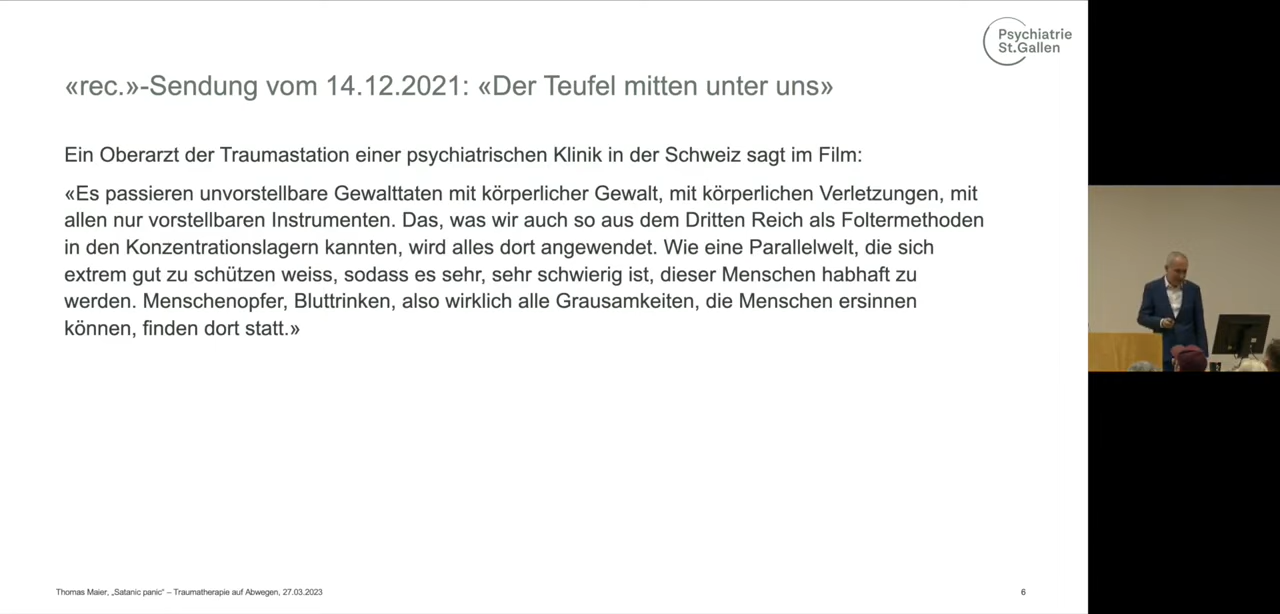 Psychiatrie
St.Gallen
«rec.»-Sendung vom 14.12.2021: «Der Teufel mitten unter uns»
Ein Oberarzt der Traumastation einer psychiatrischen Klinik in der Schweiz sagt im Film:
«Es passieren unvorstellbare Gewalttaten mit körperlicher Gewalt, mit körperlichen Verletzungen, mit
allen nur vorstellbaren Instrumenten. Das, was wir auch so aus dem Dritten Reich als Foltermethoden
in den Konzentrationslagern kannten, wird alles dort angewendet. Wie eine Parallelwelt, die sich
extrem gut zu schützen weiss, sodass es sehr, sehr schwierig ist, dieser Menschen habhaft zu
werden. Menschenopfer, Bluttrinken, also wirklich alle Grausamkeiten, die Menschen ersinnen
können, finden dort statt.»
Thomas Maier, „Satanic panic“ – Traumatherapie auf Abwegen, 27.03.2023
6